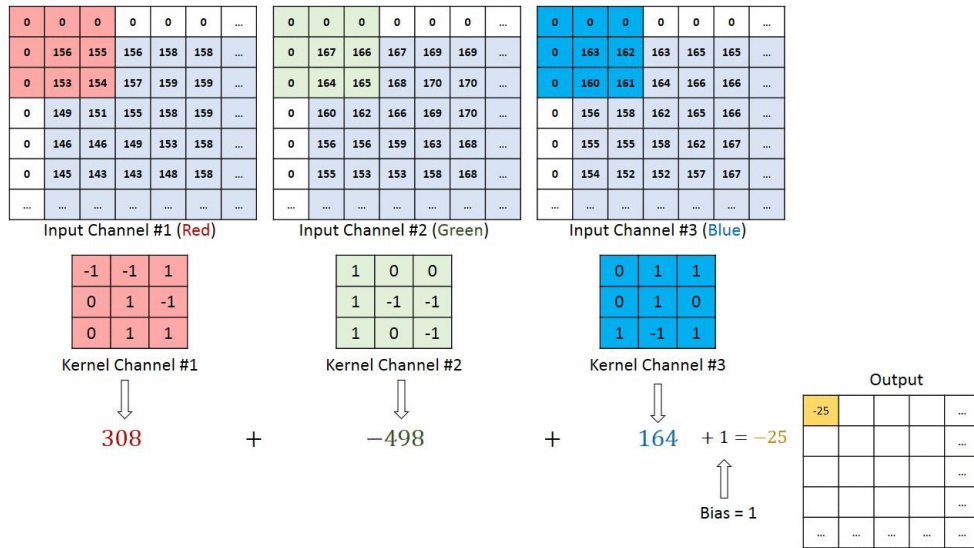 0 0 0 0 0 0 ...
0 156 155 156 158 158 ...
0 153 154 157 159 159 ...
0 149 151 155 158 159 ...
0 146 146 149 153 158 ...
0 145 143 143 148 158 ...
... ... ... ... ... ... ...
Input Channel #1 (Red)
0 0 0 0 0 0 ...
0 167 166 167 169 169 ...
0 164 165 168 170 170 ...
0 160 162 166 169 170 ...
0 156 156 159 163 168 ...
0 155 153 153 158 168 ...
... ... ... ... ... ... ...
Input Channel #2 (Green)
0 0 0 0 0 0 ...
0 163 162 163 165 165 ...
0 160 161 164 166 166 ...
0 156 158 162 165 166 ...
0 155 155 158 162 167 ...
0 154 152 152 157 167 ...
... ... ... ... ... ... ...
Input Channel #3 (Blue)
-1 -1 1
0 1 -1
0 1 1
Kernel Channel #1
1 0 0
1 -1 -1
1 0 -1
Kernel Channel #2
0 1 1
0 1 0
1 -1 1
Kernel Channel #3
308 + −498 + 164 + 1 = −25
Bias = 1
Output
-25 ...
...
...
...
... ... ... ... ...